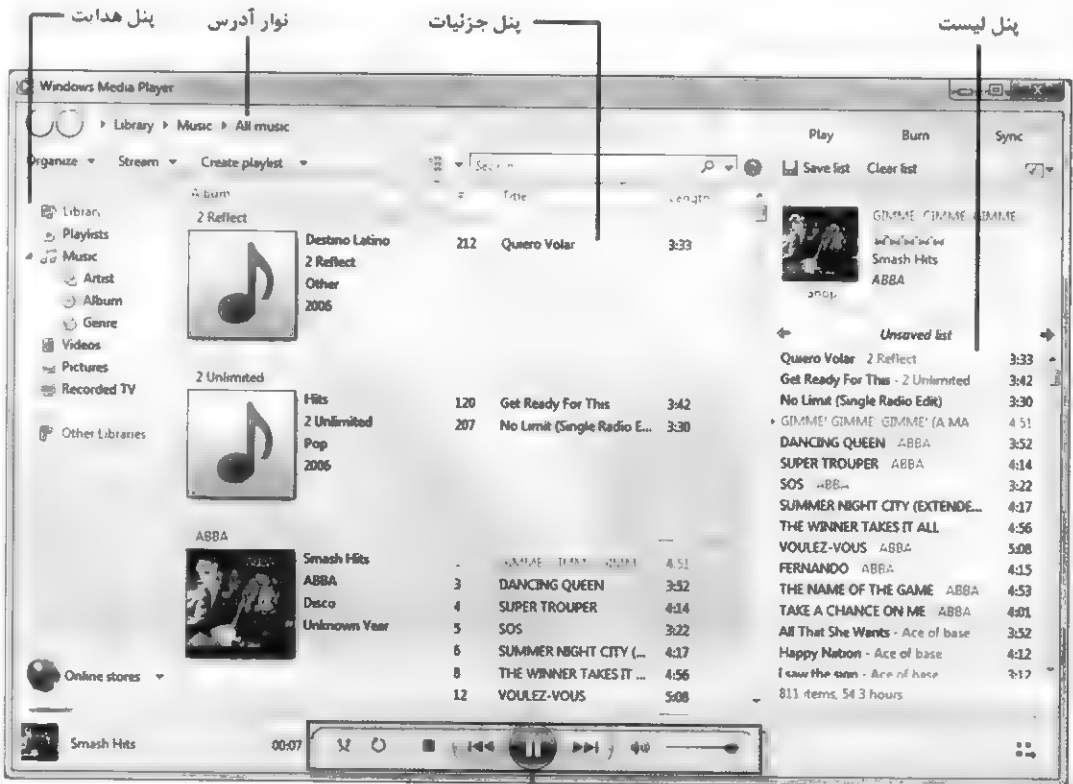 پنل لیست
پنل جزئیات
نوار آدرس
پنل هدایت
Windows Media Player
Library Music All music
Play Burn Sync
Organize Stream Create playlist
Search
Save list Clear list
Album
# Title Length
Library
Playlists
Music
Artist
Album
Genre
Videos
Pictures
Recorded TV
Other Libraries
Online stores
2 Reflect
Destino Latino
2 Reflect
Other
2006
212 Quiero Volar 3:33
2 Unlimited
Hits
2 Unlimited
Pop
2006
120 Get Ready For This 3:42
207 No Limit (Single Radio E... 3:30
ABBA
Smash Hits
ABBA
Disco
Unknown Year
4:51
3 DANCING QUEEN 3:52
4 SUPER TROUPER 4:14
5 SOS 3:22
6 SUMMER NIGHT CITY (... 4:17
8 THE WINNER TAKES IT ... 4:56
12 VOULEZ-VOUS 5:08
GIMME GIMME GIMME
Smash Hits
ABBA
Shop
Unsaved list
Quiero Volar 2 Reflect 3:33
Get Ready For This - 2 Unlimited 3:42
No Limit (Single Radio Edit) 3:30
GIMME! GIMME! GIMME! (A MA 4:51
DANCING QUEEN ABBA 3:52
SUPER TROUPER ABBA 4:14
SOS ABBA 3:22
SUMMER NIGHT CITY (EXTENDE... 4:17
THE WINNER TAKES IT ALL 4:56
VOULEZ-VOUS ABBA 5:08
FERNANDO ABBA 4:15
THE NAME OF THE GAME ABBA 4:53
TAKE A CHANCE ON ME ABBA 4:01
All That She Wants - Ace of base 3:52
Happy Nation - Ace of base 4:12
I saw the sign - Ace of base 3:12
811 items, 54.3 hours
Smash Hits 00:07